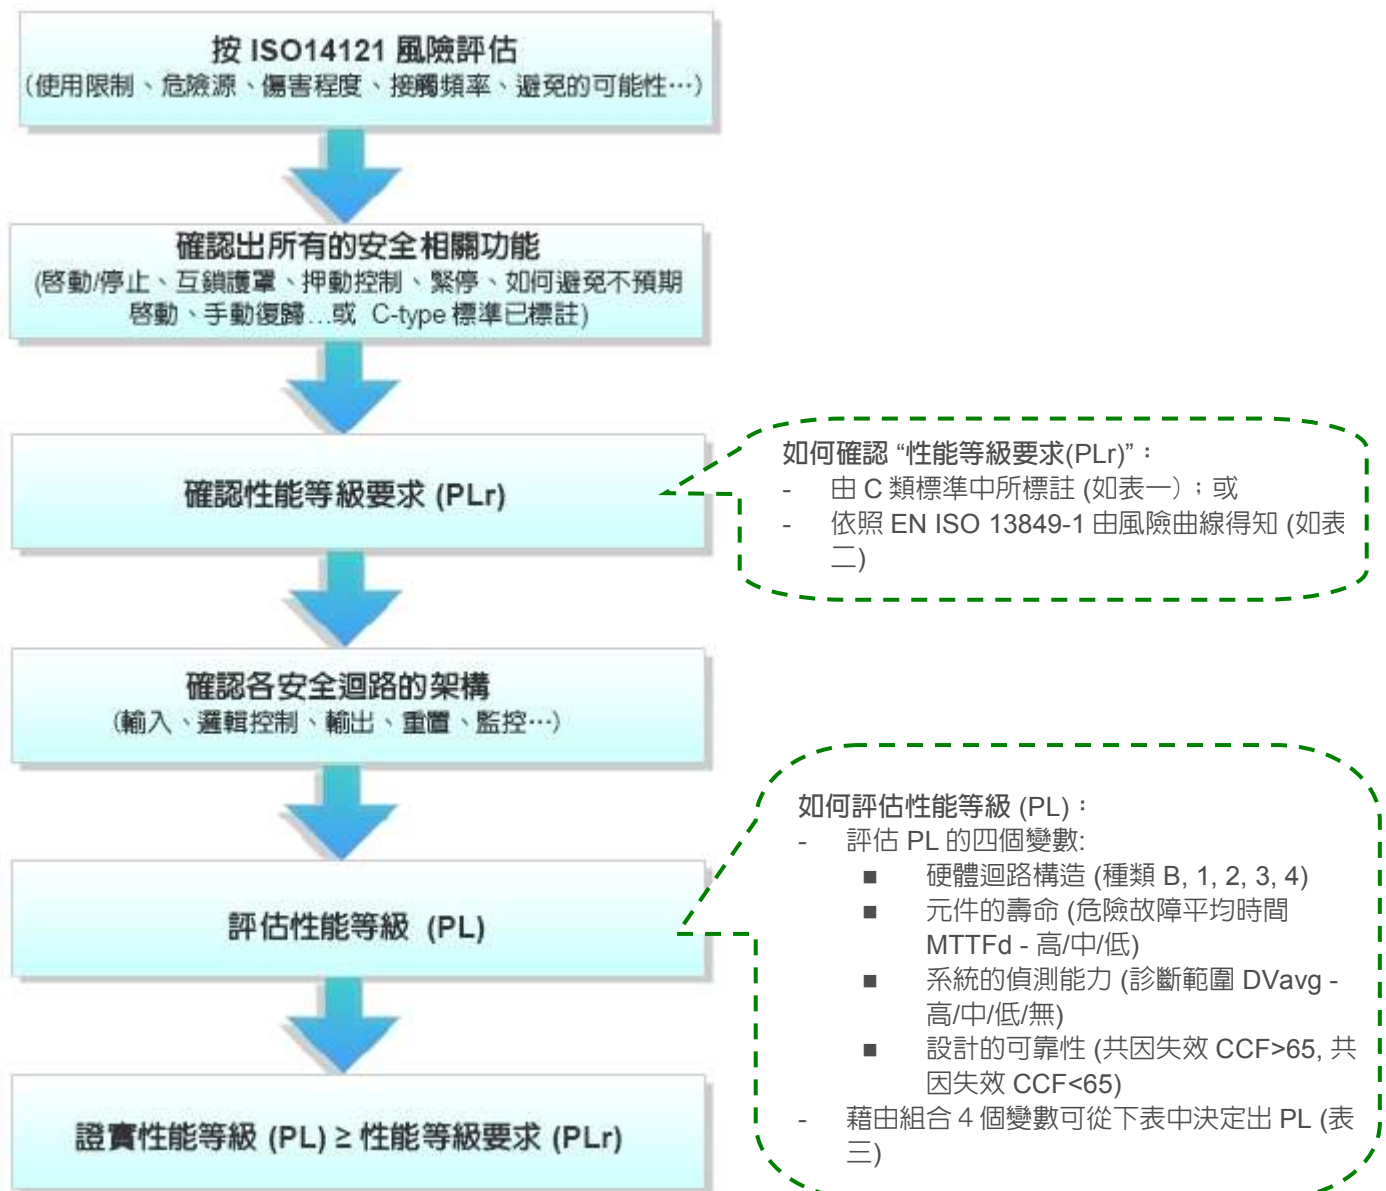 按 ISO14121 風險評估
(使用限制、危險源、傷害程度、接觸頻率、避免的可能性…)
確認出所有的安全相關功能
(啓動/停止、互鎖護罩、押動控制、緊停、如何避免不預期
啓動、手動復歸…或 C-type 標準已標註)
確認性能等級要求 (PLr)
如何確認 “性能等級要求(PLr)”：
- 由 C 類標準中所標註 (如表一)；或
- 依照 EN ISO 13849-1 由風險曲線得知 (如表
二)
確認各安全迴路的架構
(輸入、邏輯控制、輸出、重置、監控…)
評估性能等級 (PL)
如何評估性能等級 (PL)：
- 評估 PL 的四個變數:
■ 硬體迴路構造 (種類 B, 1, 2, 3, 4)
■ 元件的壽命 (危險故障平均時間
MTTFd - 高/中/低)
■ 系統的偵測能力 (診斷範圍 DVavg -
高/中/低/無)
■ 設計的可靠性 (共因失效 CCF>65, 共
因失效 CCF<65)
- 藉由組合 4 個變數可從下表中決定出 PL (表
三)
證實性能等級 (PL) ≥ 性能等級要求 (PLr)